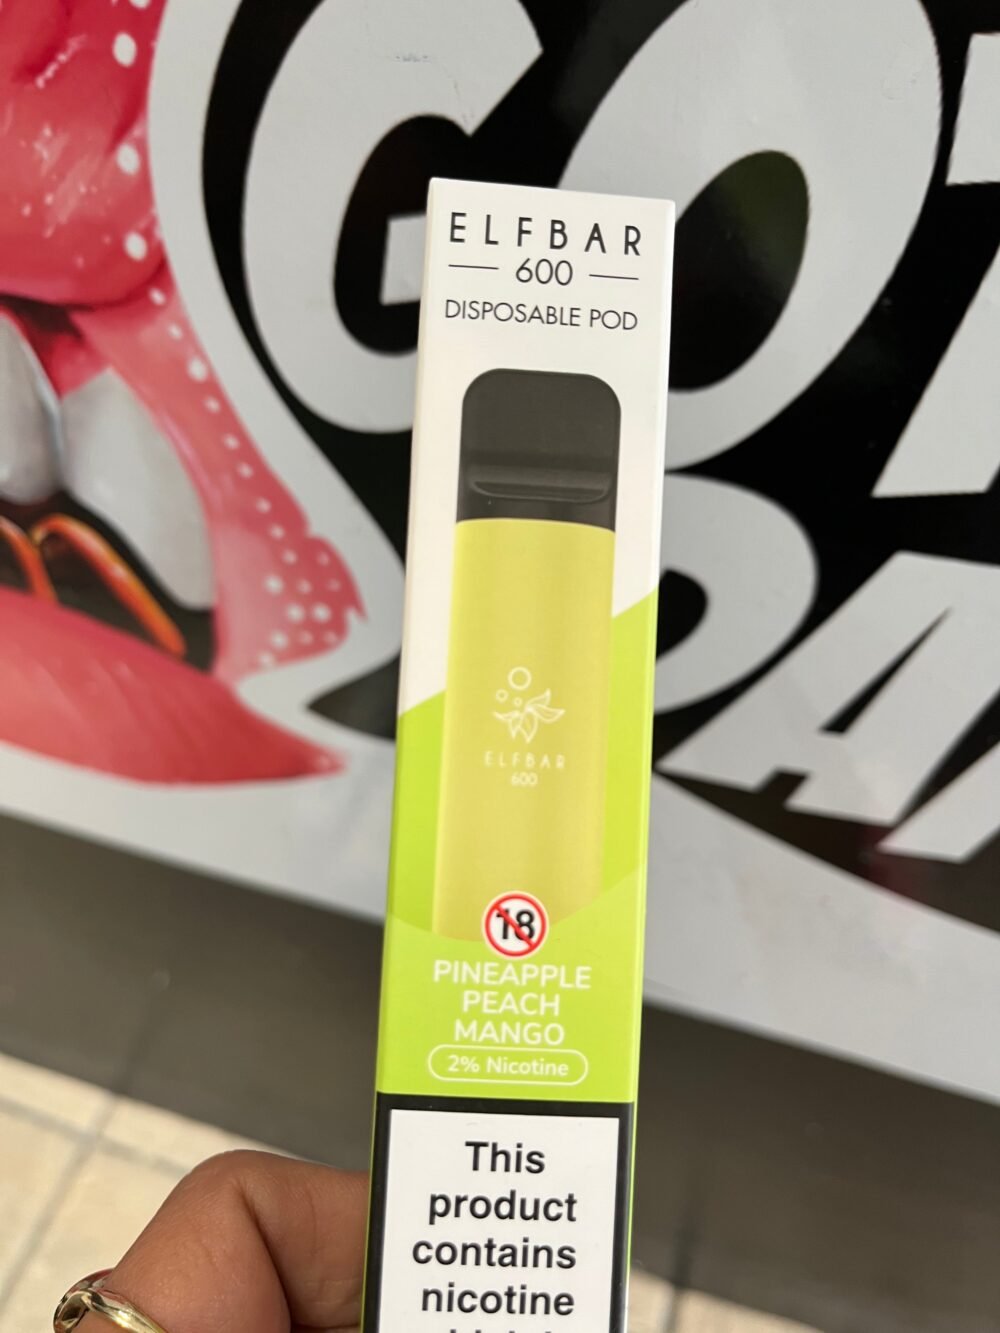 ELFBAR
600
DISPOSABLE POD
ELFBAR
600
18
PINEAPPLE
PEACH
MANGO
2% Nicotine
This
product
contains
nicotine